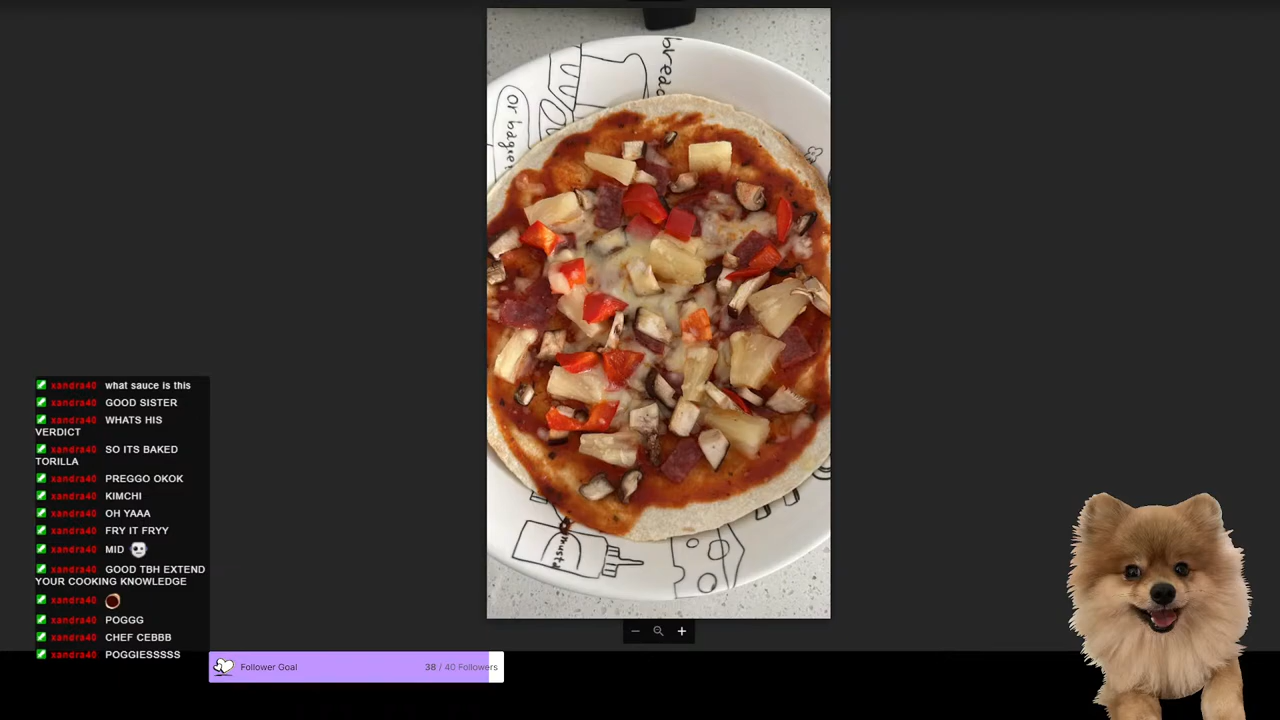 bread
or bagie
musta
xandra40 what sauce is this
xandra40 GOOD SISTER
xandra40 WHATS HIS
VERDICT
xandra40 SO ITS BAKED
TORILLA
xandra40 PREGGO OKOK
xandra40 KIMCHI
xandra40 OH YAAA
xandra40 FRY IT FRYY
xandra40 MID
xandra40 GOOD TBH EXTEND
YOUR COOKING KNOWLEDGE
xandra40
xandra40 POGGG
xandra40 CHEF CEBBB
xandra40 POGGIESSSSS
Follower Goal 38 / 40 Followers